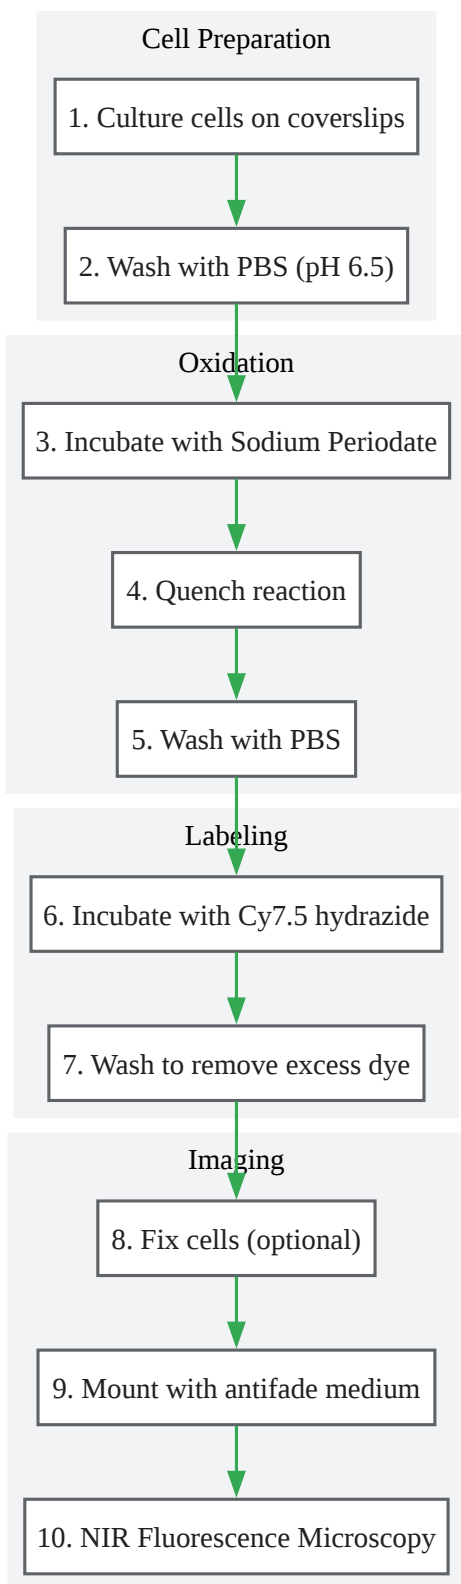 Cell Preparation
1. Culture cells on coverslips
2. Wash with PBS (pH 6.5)
Oxidation
3. Incubate with Sodium Periodate
4. Quench reaction
5. Wash with PBS
Labeling
6. Incubate with Cy7.5 hydrazide
7. Wash to remove excess dye
Imaging
8. Fix cells (optional)
9. Mount with antifade medium
10. NIR Fluorescence Microscopy